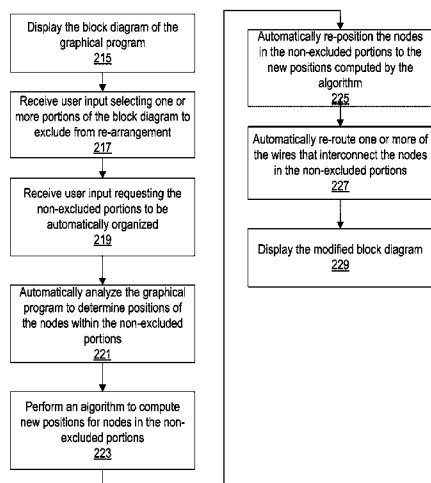 Display the block diagram of the
graphical program
215
Receive user input selecting one or
more portions of the block diagram to
exclude from re-arrangement
217
Receive user input requesting the
non-excluded portions to be
automatically organized
219
Automatically analyze the graphical
program to determine positions of
the nodes within the non-excluded
portions
221
Perform an algorithm to compute
new positions for nodes in the non-
excluded portions
223
Automatically re-position the nodes
in the non-excluded portions to the
new positions computed by the
algorithm
225
Automatically re-route one or more of
the wires that interconnect the nodes
in the non-excluded portions
227
Display the modified block diagram
229